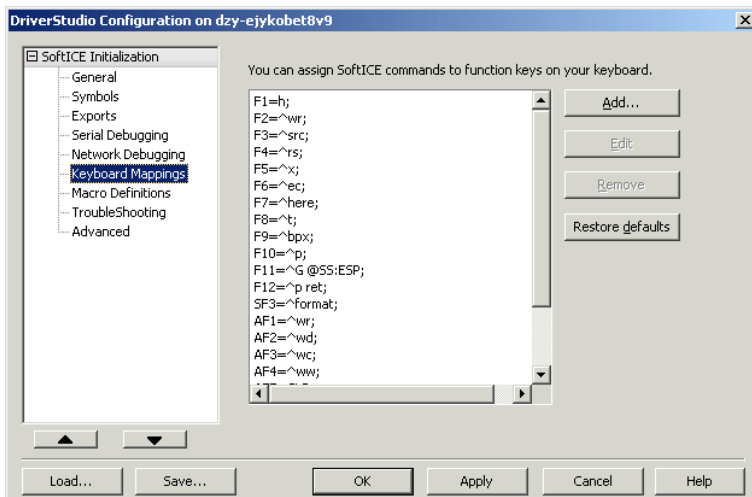 DriverStudio Configuration on dzy-ejykobet8v9
SoftICE Initialization
General
Symbols
Exports
Serial Debugging
Network Debugging
Keyboard Mappings
Macro Definitions
TroubleShooting
Advanced
You can assign SoftICE commands to function keys on your keyboard.
F1=h;
F2=^wr;
F3=^src;
F4=^rs;
F5=^x;
F6=^ec;
F7=^here;
F8=^t;
F9=^bpx;
F10=^p;
F11=^G @SS:ESP;
F12=^p ret;
SF3=^format;
AF1=^wr;
AF2=^wd;
AF3=^wc;
AF4=^ww;
Add...
Edit
Remove
Restore defaults
Load...
Save...
OK
Apply
Cancel
Help